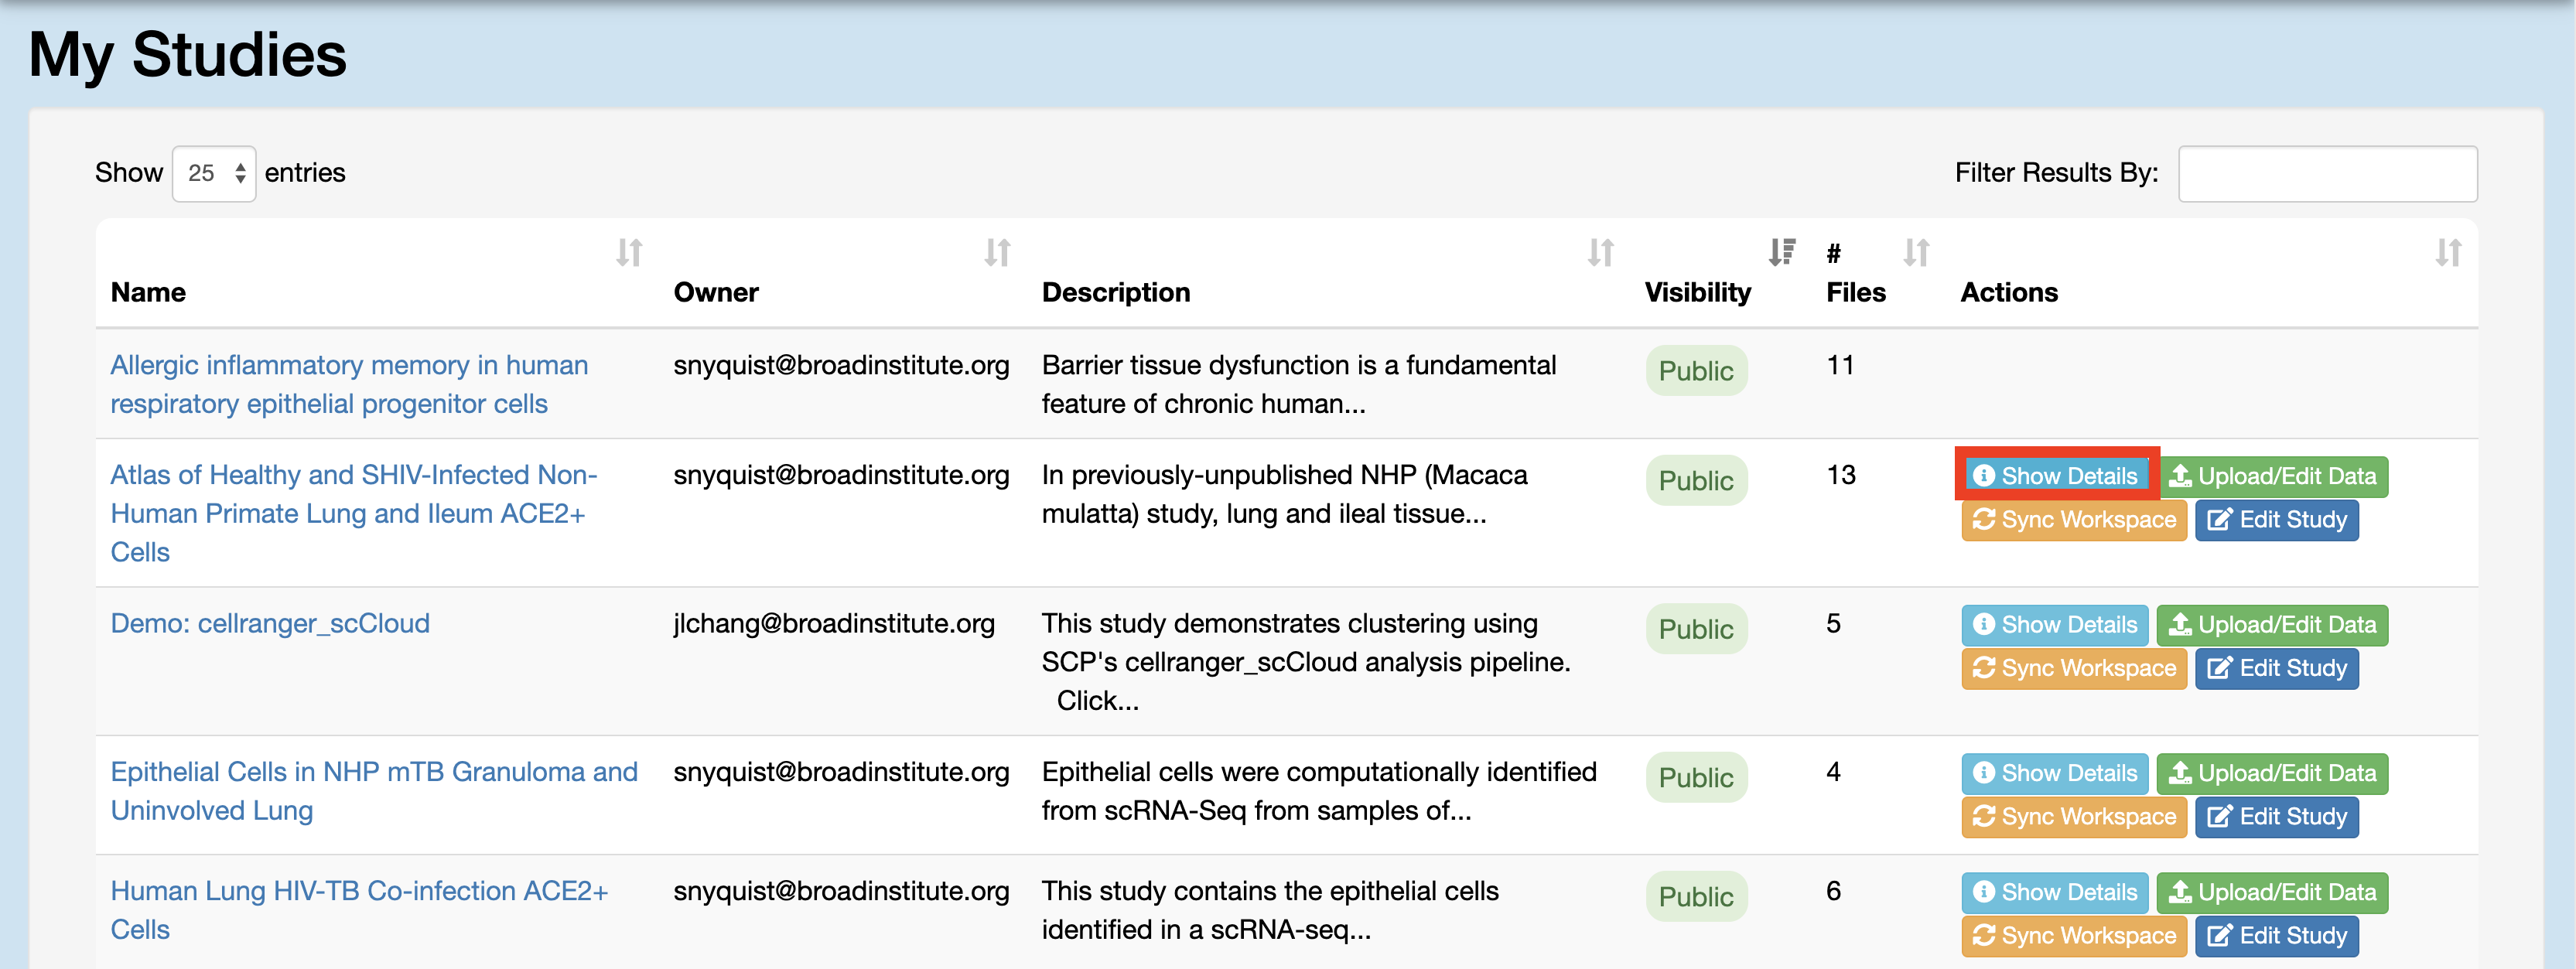 My Studies
Show 25 entries
Filter Results By:
Name
Owner
Description
Visibility
#
Files
Actions
Allergic inflammatory memory in human
respiratory epithelial progenitor cells
snyquist@broadinstitute.org
Barrier tissue dysfunction is a fundamental
feature of chronic human...
Public
11
Atlas of Healthy and SHIV-Infected Non-
Human Primate Lung and Ileum ACE2+
Cells
snyquist@broadinstitute.org
In previously-unpublished NHP (Macaca
mulatta) study, lung and ileal tissue...
Public
13
Show Details
Upload/Edit Data
Sync Workspace
Edit Study
Demo: cellranger_scCloud
jlchang@broadinstitute.org
This study demonstrates clustering using
SCP's cellranger_scCloud analysis pipeline.
Click...
Public
5
Show Details
Upload/Edit Data
Sync Workspace
Edit Study
Epithelial Cells in NHP mTB Granuloma and
Uninvolved Lung
snyquist@broadinstitute.org
Epithelial cells were computationally identified
from scRNA-Seq from samples of...
Public
4
Show Details
Upload/Edit Data
Sync Workspace
Edit Study
Human Lung HIV-TB Co-infection ACE2+
Cells
snyquist@broadinstitute.org
This study contains the epithelial cells
identified in a scRNA-seq...
Public
6
Show Details
Upload/Edit Data
Sync Workspace
Edit Study